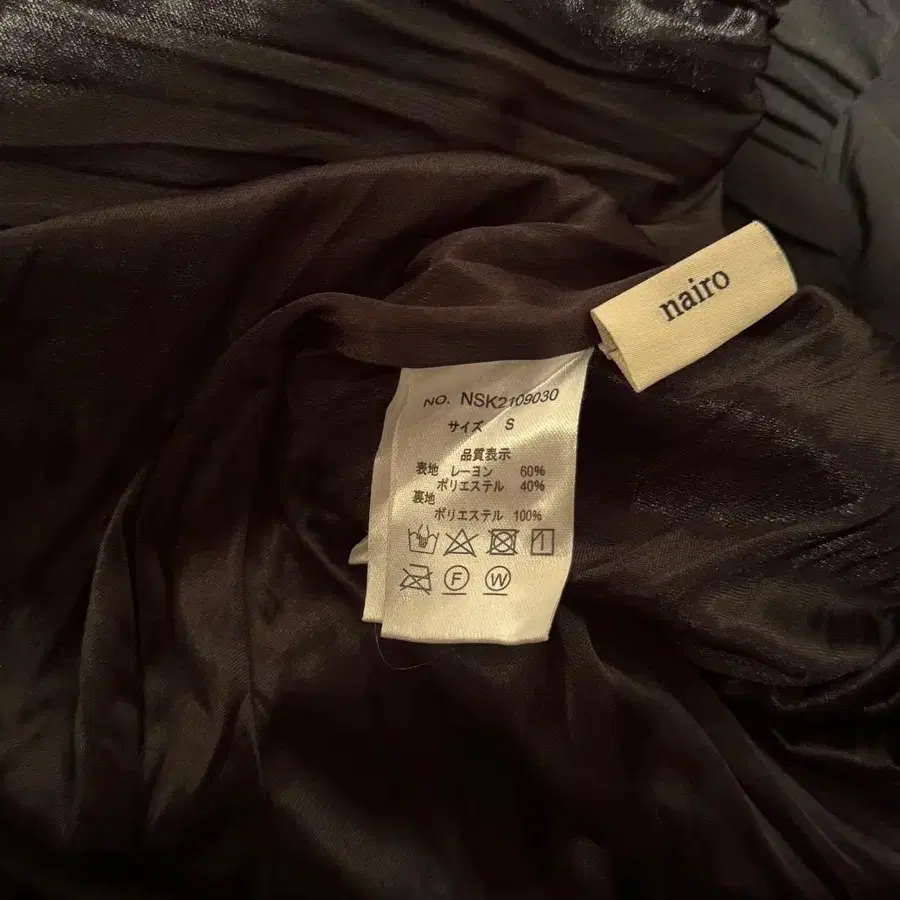 nairo
NO. NSK2109030
サイズ S
品質表示
表地 レーヨン 60%
ポリエステル 40%
裏地
ポリエステル 100%
F W